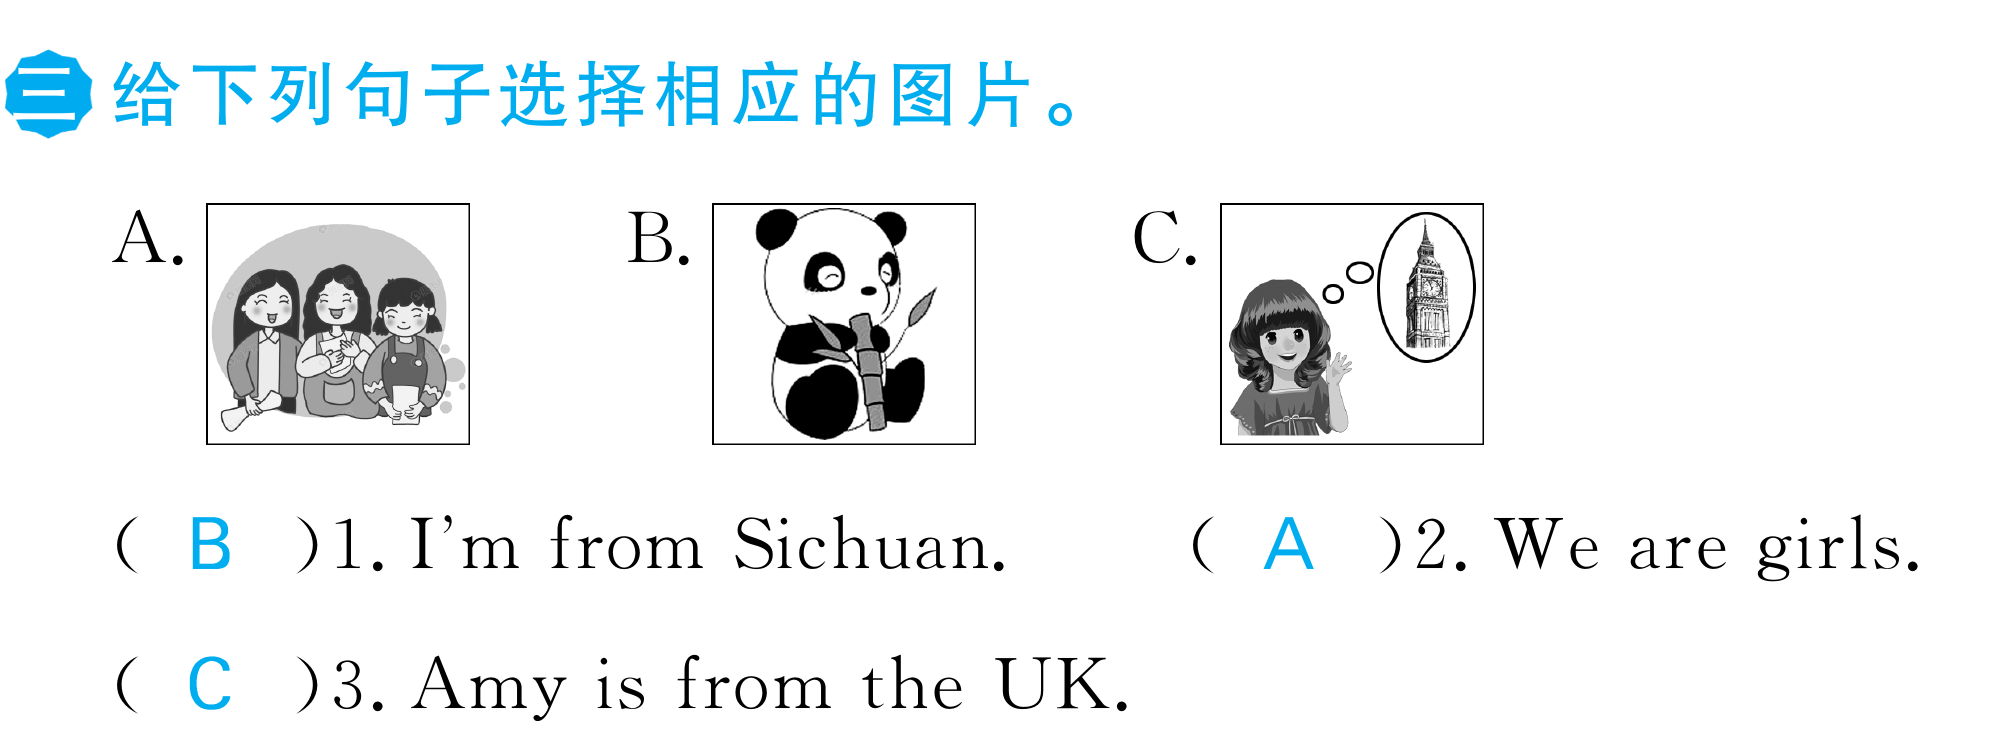 三 给下列句子选择相应的图片。
A. B. C.
( B )1. I'm from Sichuan. ( A )2. We are girls.
( C )3. Amy is from the UK.